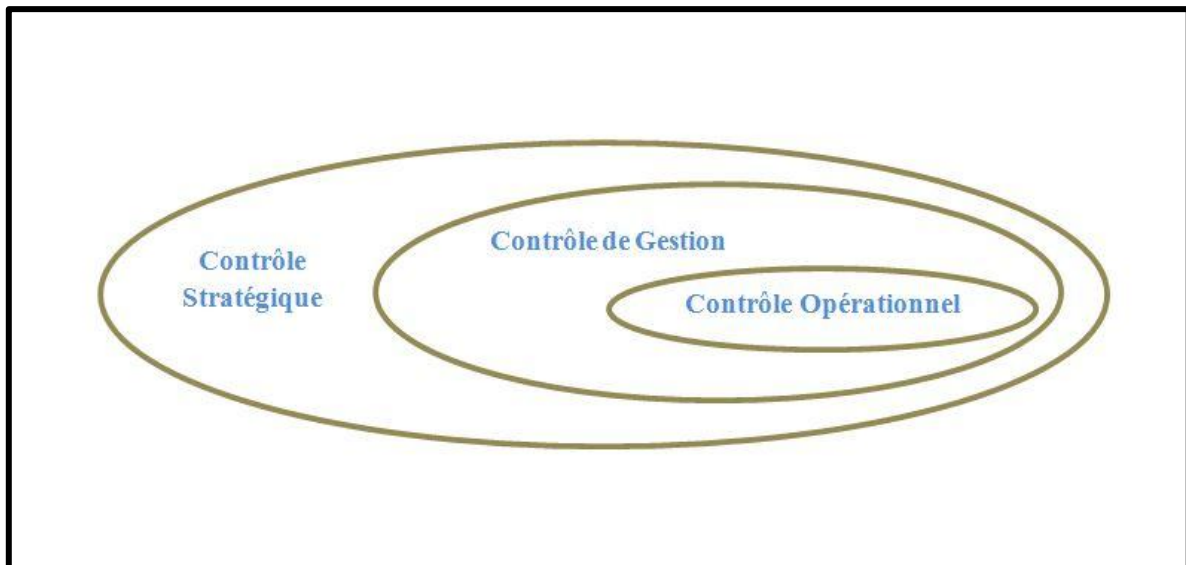 Contrôle
Stratégique
Contrôle de Gestion
Contrôle Opérationnel